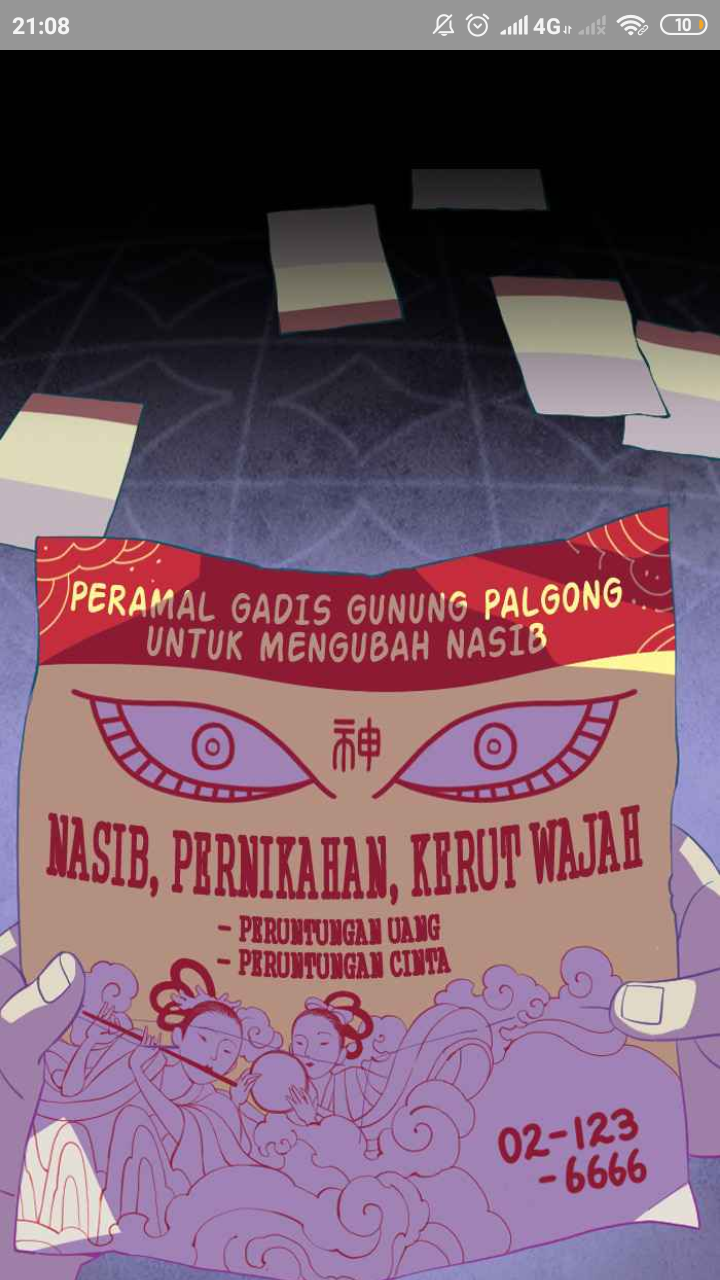 21:08
4G
10
PERAMAL GADIS GUNUNG PALGONG
UNTUK MENGUBAH NASIB
神
NASIB, PERNIKAHAN, KERUT WAJAH
- PERUNTUNGAN UANG
- PERUNTUNGAN CINTA
02-123
-6666